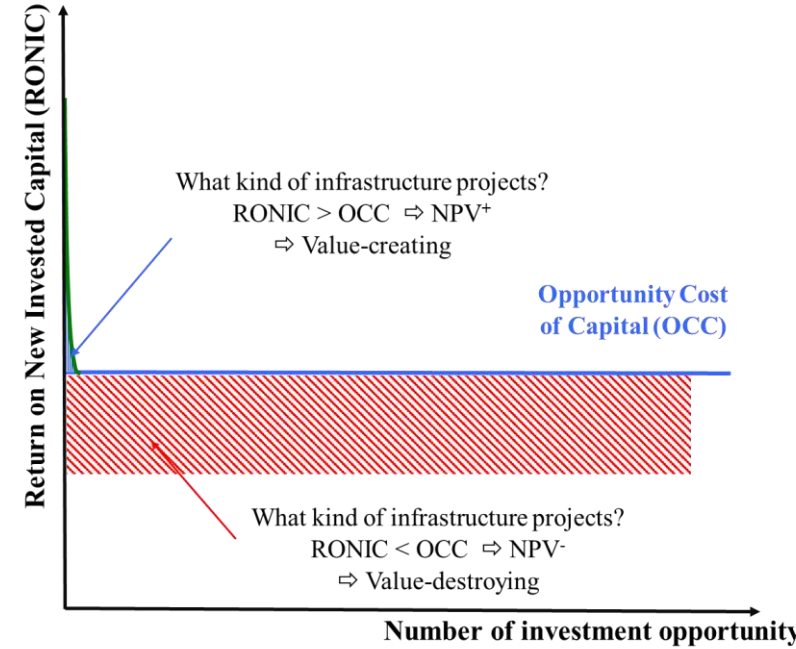 Return on New Invested Capital (RONIC)
What kind of infrastructure projects?
RONIC > OCC ⇨ NPV⁺
⇨ Value-creating
Opportunity Cost
of Capital (OCC)
What kind of infrastructure projects?
RONIC < OCC ⇨ NPV⁻
⇨ Value-destroying
Number of investment opportunity